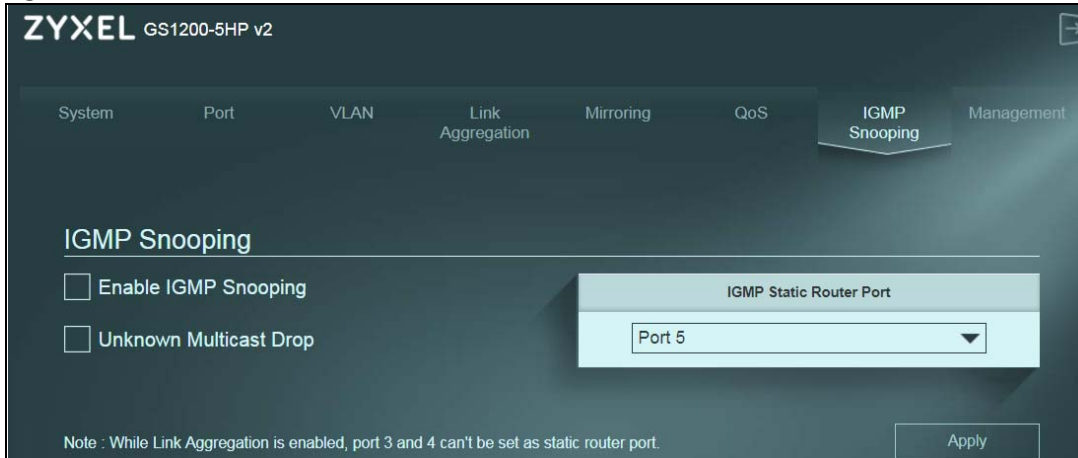 ZYXEL GS1200-5HP v2
System
Port
VLAN
Link
Aggregation
Mirroring
QoS
IGMP
Snooping
Management
IGMP Snooping
Enable IGMP Snooping
Unknown Multicast Drop
IGMP Static Router Port
Port 5
Note : While Link Aggregation is enabled, port 3 and 4 can't be set as static router port.
Apply